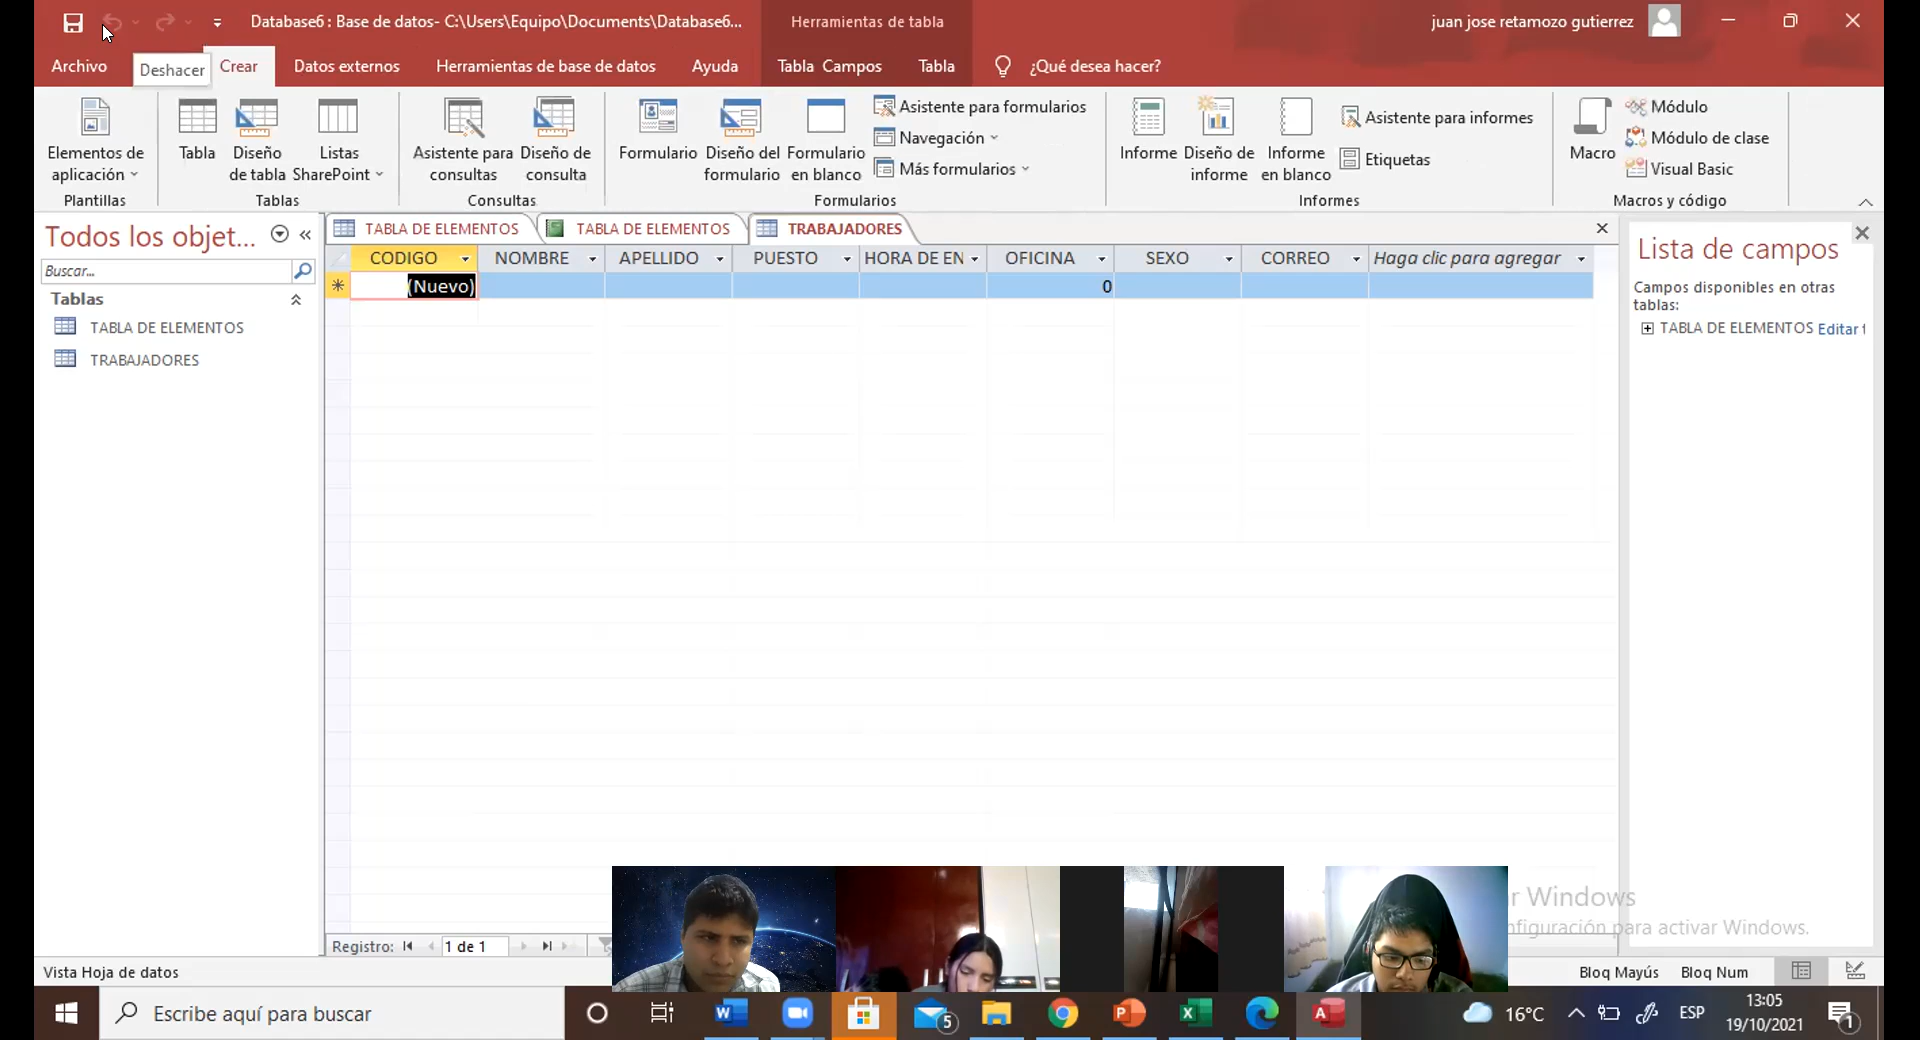 Database6 : Base de datos- C:\Users\Equipo\Documents\Database6...
Herramientas de tabla
juan jose retamozo gutierrez
Archivo
Deshacer
Crear
Datos externos
Herramientas de base de datos
Ayuda
Tabla Campos
Tabla
¿Qué desea hacer?
Elementos de aplicación
Tabla
Diseño de tabla
Listas SharePoint
Asistente para consultas
Diseño de consulta
Formulario
Diseño del formulario
Formulario en blanco
Asistente para formularios
Navegación
Más formularios
Informe
Diseño de informe
Informe en blanco
Asistente para informes
Etiquetas
Macro
Módulo
Módulo de clase
Visual Basic
Plantillas
Tablas
Consultas
Formularios
Informes
Macros y código
Todos los objet...
Buscar...
Tablas
TABLA DE ELEMENTOS
TRABAJADORES
TABLA DE ELEMENTOS
TABLA DE ELEMENTOS
TRABAJADORES
CODIGO NOMBRE APELLIDO PUESTO HORA DE EN OFICINA SEXO CORREO Haga clic para agregar
(Nuevo) 0
Lista de campos
Campos disponibles en otras
tablas:
TABLA DE ELEMENTOS Editar t
Registro: 1 de 1
r Windows
nfiguración para activar Windows.
Vista Hoja de datos
Bloq Mayús Bloq Num
Escribe aquí para buscar
5
16°C
ESP
13:05
19/10/2021
1